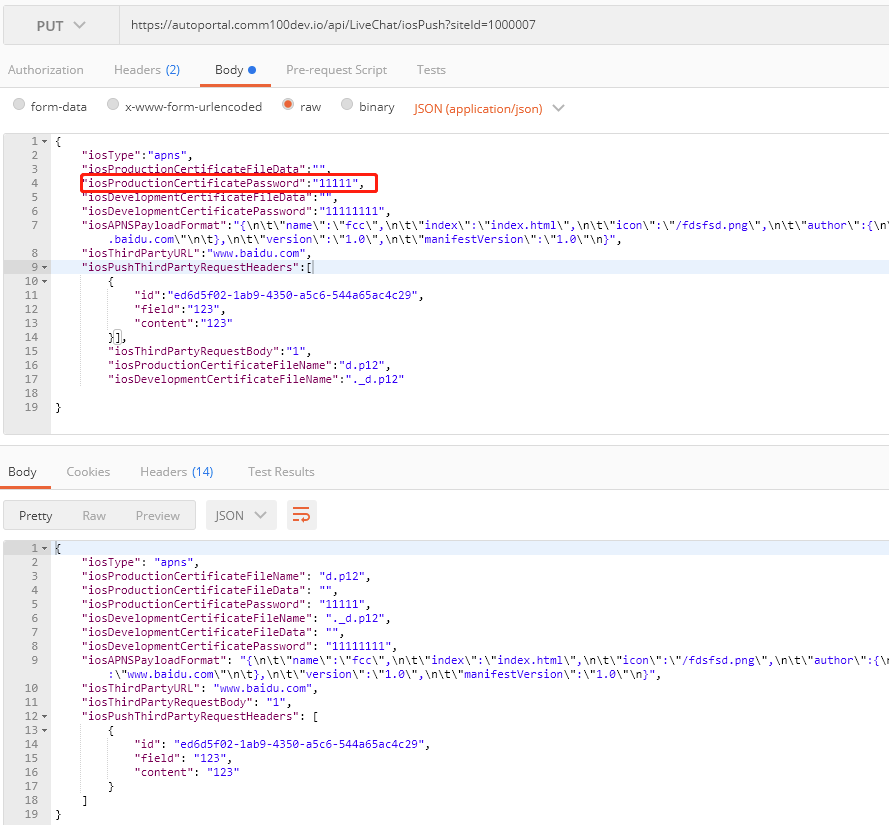 PUT https://autoportal.comm100dev.io/api/LiveChat/iosPush?siteId=1000007
Authorization Headers (2) Body Pre-request Script Tests
form-data x-www-form-urlencoded raw binary JSON (application/json)
1 {
2 "iosType":"apns",
3 "iosProductionCertificateFileData":"",
4 "iosProductionCertificatePassword":"11111",
5 "iosDevelopmentCertificateFileData":"",
6 "iosDevelopmentCertificatePassword":"11111111",
7 "iosAPNSPayloadFormat":"{\n\t\"name\":\"fcc\",\n\t\"index\":\"index.html\",\n\t\"icon\":\"/fdsfsd.png\",\n\t\"author\":{\n
.baidu.com\"\n\t},\n\t\"version\":\"1.0\",\n\t\"manifestVersion\":\"1.0\"\n}",
8 "iosThirdPartyURL":"www.baidu.com",
9 "iosPushThirdPartyRequestHeaders":[
10 {
11 "id":"ed6d5f02-1ab9-4350-a5c6-544a65ac4c29",
12 "field":"123",
13 "content":"123"
14 }],
15 "iosThirdPartyRequestBody":"1",
16 "iosProductionCertificateFileName":"d.p12",
17 "iosDevelopmentCertificateFileName":"._d.p12"
18
19 }
Body Cookies Headers (14) Test Results
Pretty Raw Preview JSON
1 {
2 "iosType": "apns",
3 "iosProductionCertificateFileName": "d.p12",
4 "iosProductionCertificateFileData": "",
5 "iosProductionCertificatePassword": "11111",
6 "iosDevelopmentCertificateFileName": "._d.p12",
7 "iosDevelopmentCertificateFileData": "",
8 "iosDevelopmentCertificatePassword": "11111111",
9 "iosAPNSPayloadFormat": "{\n\t\"name\":\"fcc\",\n\t\"index\":\"index.html\",\n\t\"icon\":\"/fdsfsd.png\",\n\t\"author\":{\n
:\"www.baidu.com\"\n\t},\n\t\"version\":\"1.0\",\n\t\"manifestVersion\":\"1.0\"\n}",
10 "iosThirdPartyURL": "www.baidu.com",
11 "iosThirdPartyRequestBody": "1",
12 "iosPushThirdPartyRequestHeaders": [
13 {
14 "id": "ed6d5f02-1ab9-4350-a5c6-544a65ac4c29",
15 "field": "123",
16 "content": "123"
17 }
18 ]
19 }